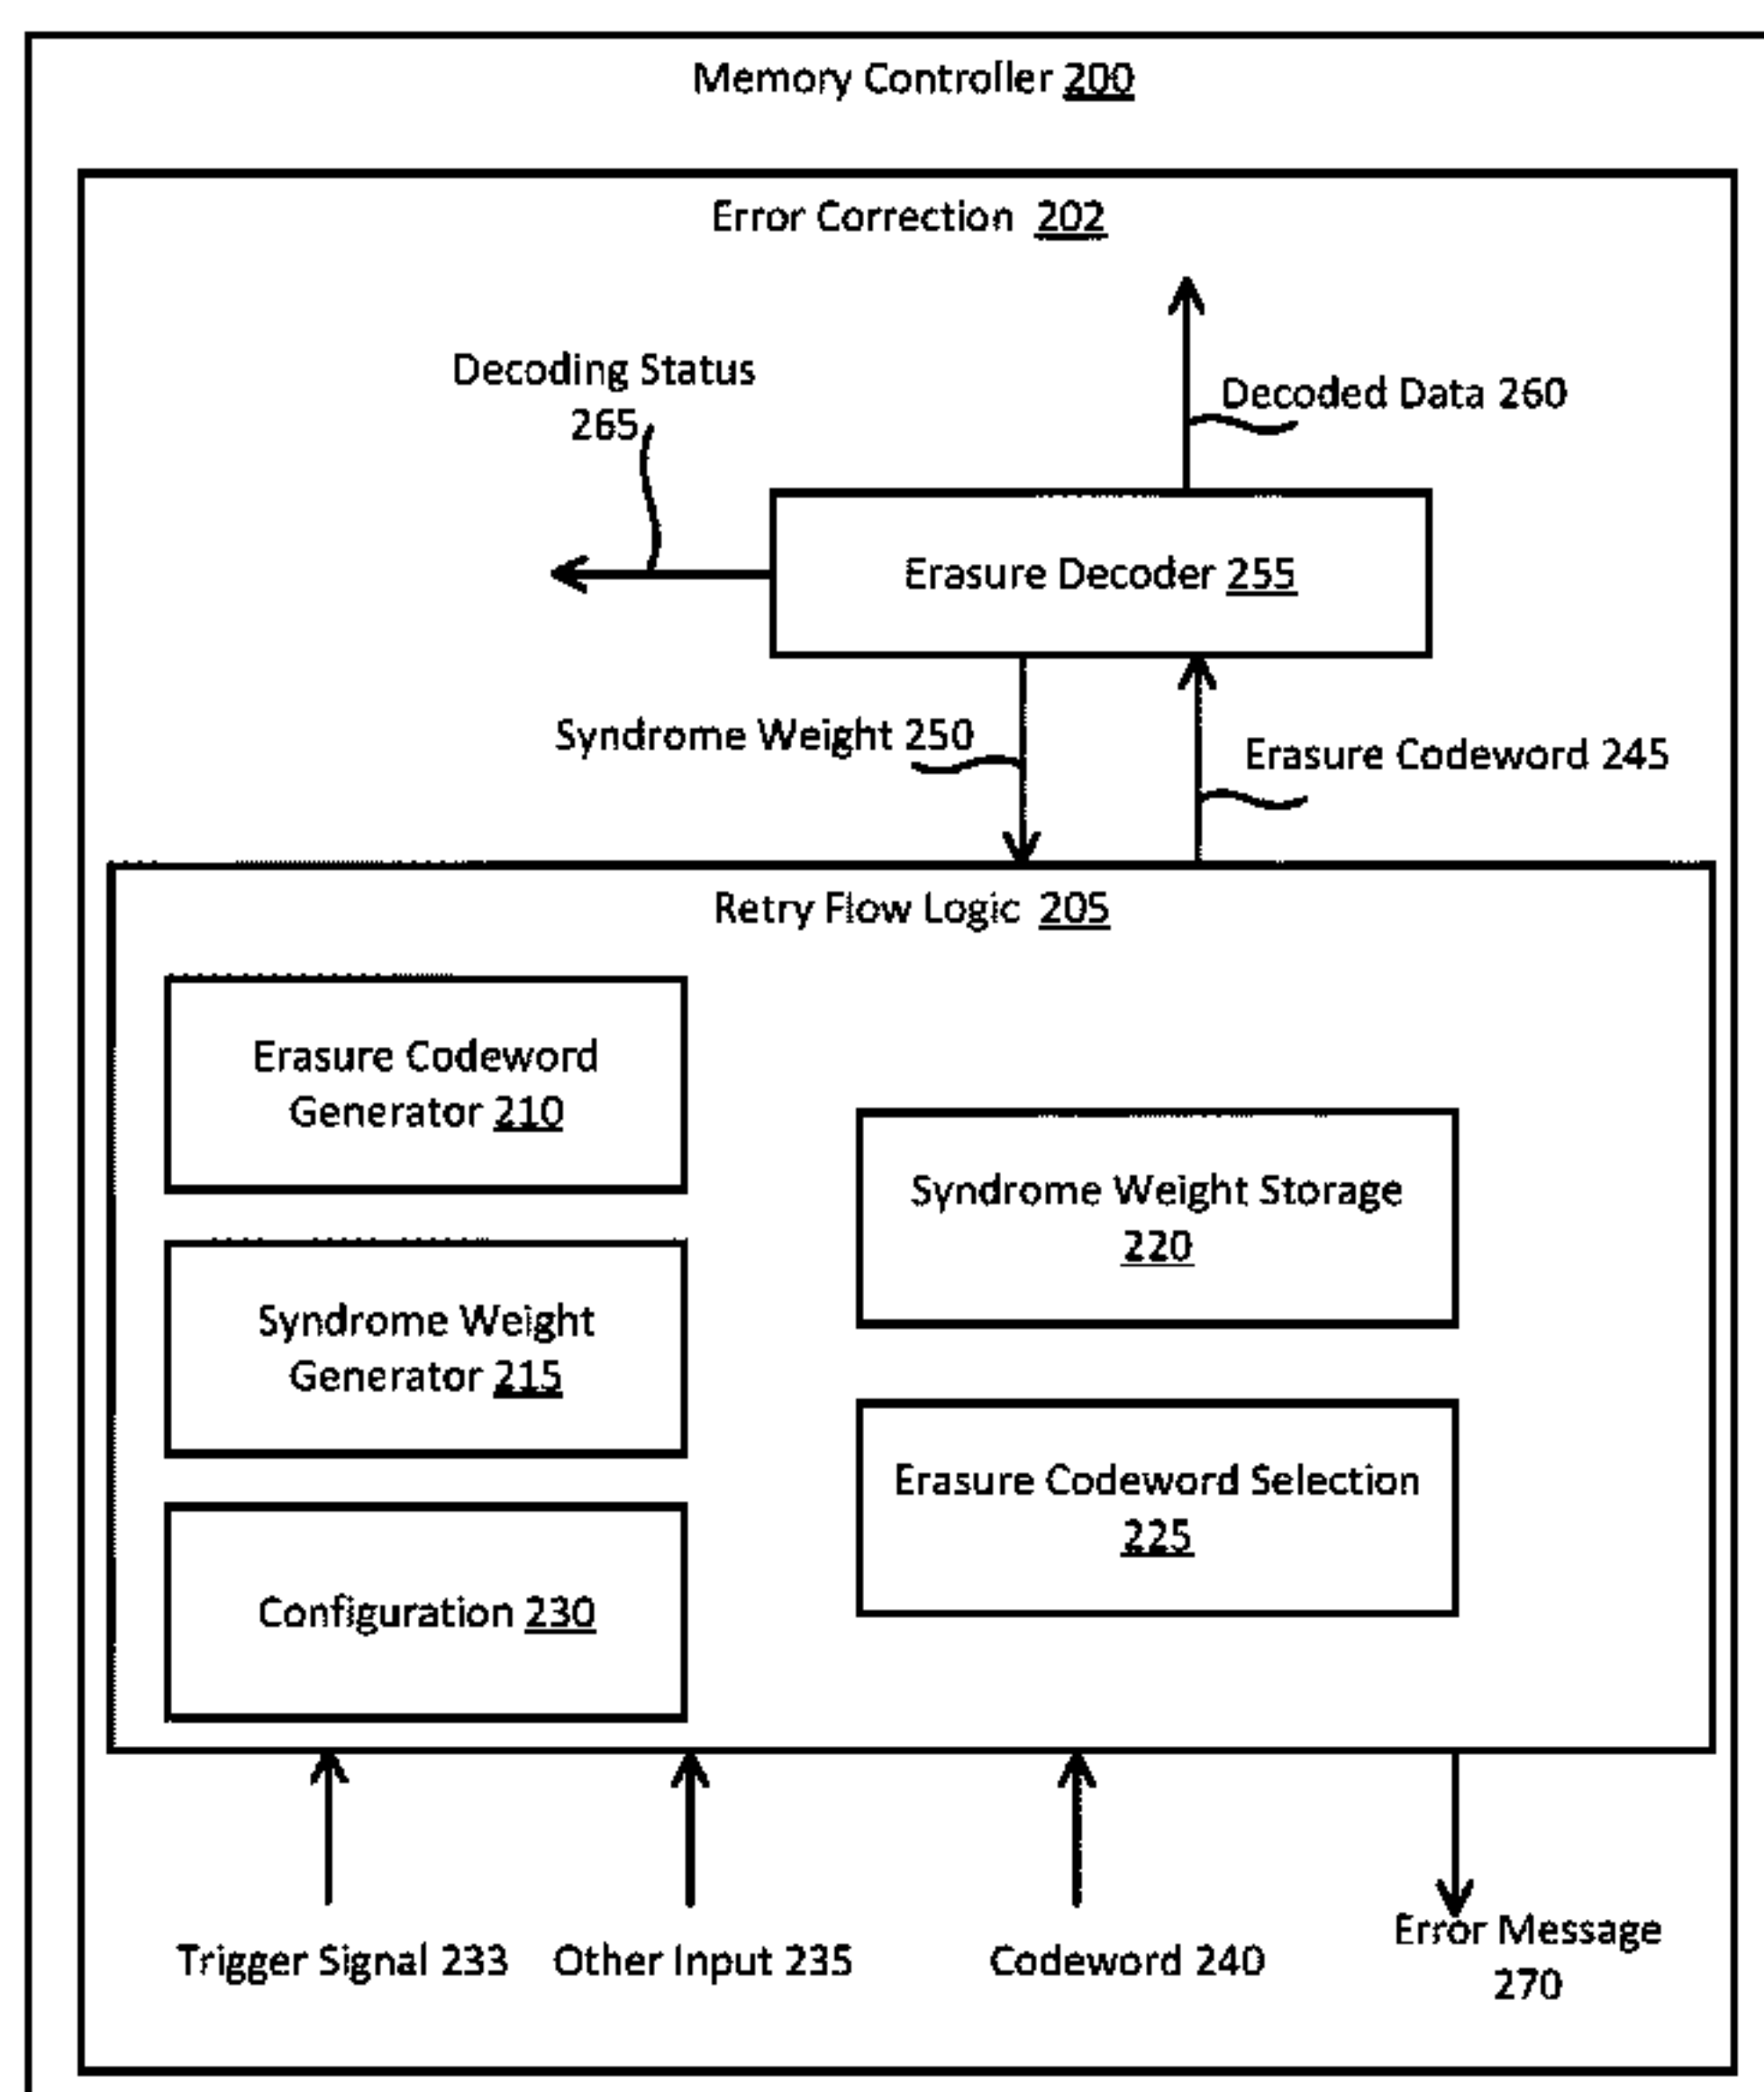 Memory Controller 200
Error Correction 202
Decoding Status
265
Decoded Data 260
Erasure Decoder 255
Syndrome Weight 250
Erasure Codeword 245
Retry Flow Logic 205
Erasure Codeword
Generator 210
Syndrome Weight Storage
220
Syndrome Weight
Generator 215
Erasure Codeword Selection
225
Configuration 230
Trigger Signal 233
Other Input 235
Codeword 240
Error Message
270